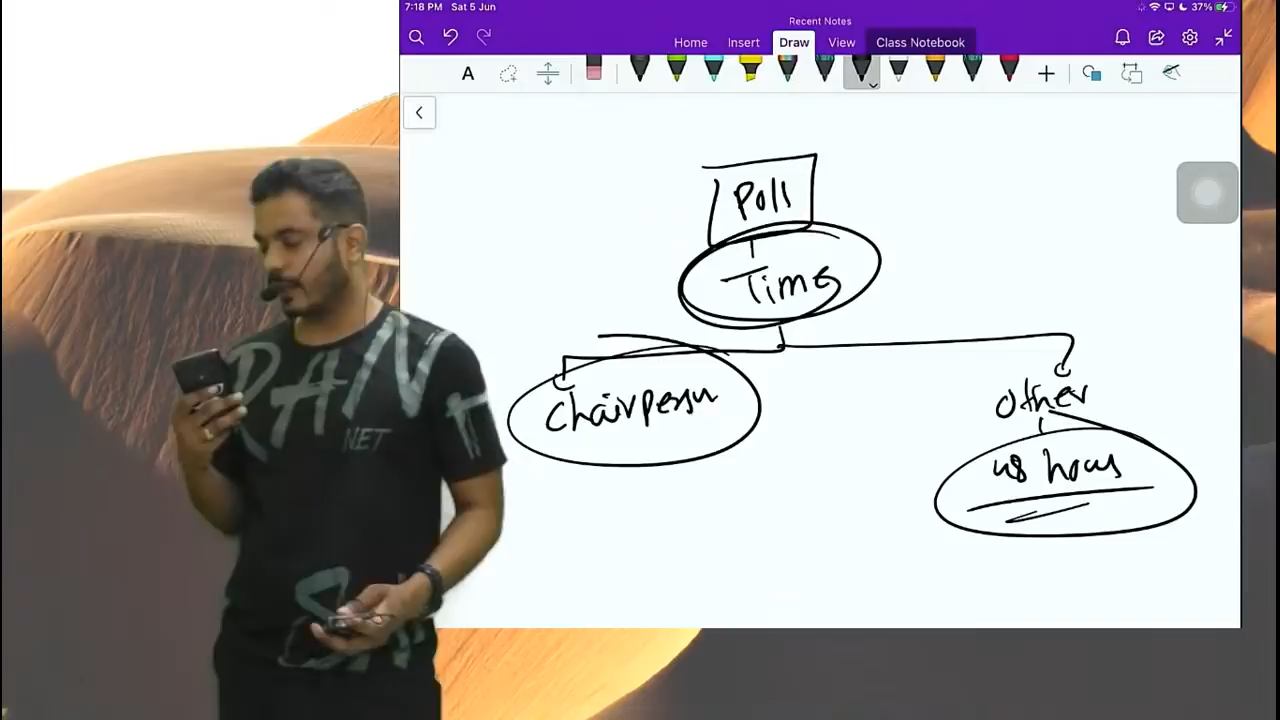 7:18 PM Sat 5 Jun
37%
Recent Notes
Home Insert Draw View Class Notebook
A
Poll
Time
Chairperson
Other
48 hours
RAN
NET